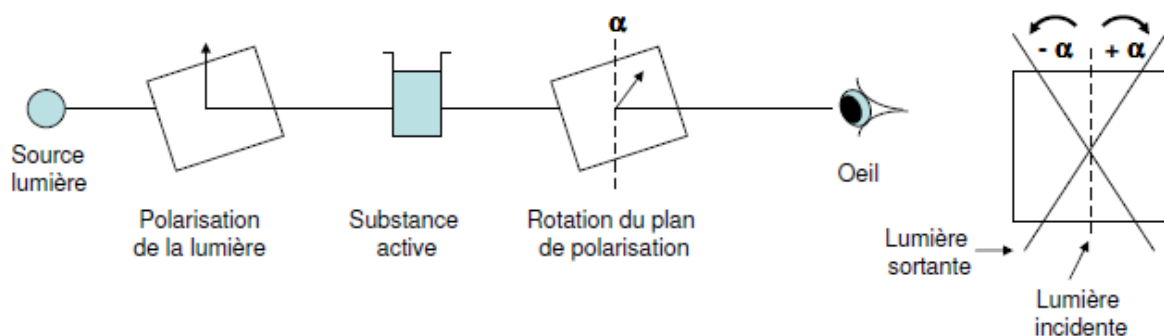 α
- α
+ α
Source
lumière
Polarisation
de la lumière
Substance
active
Rotation du plan
de polarisation
Oeil
Lumière
sortante
Lumière
incidente